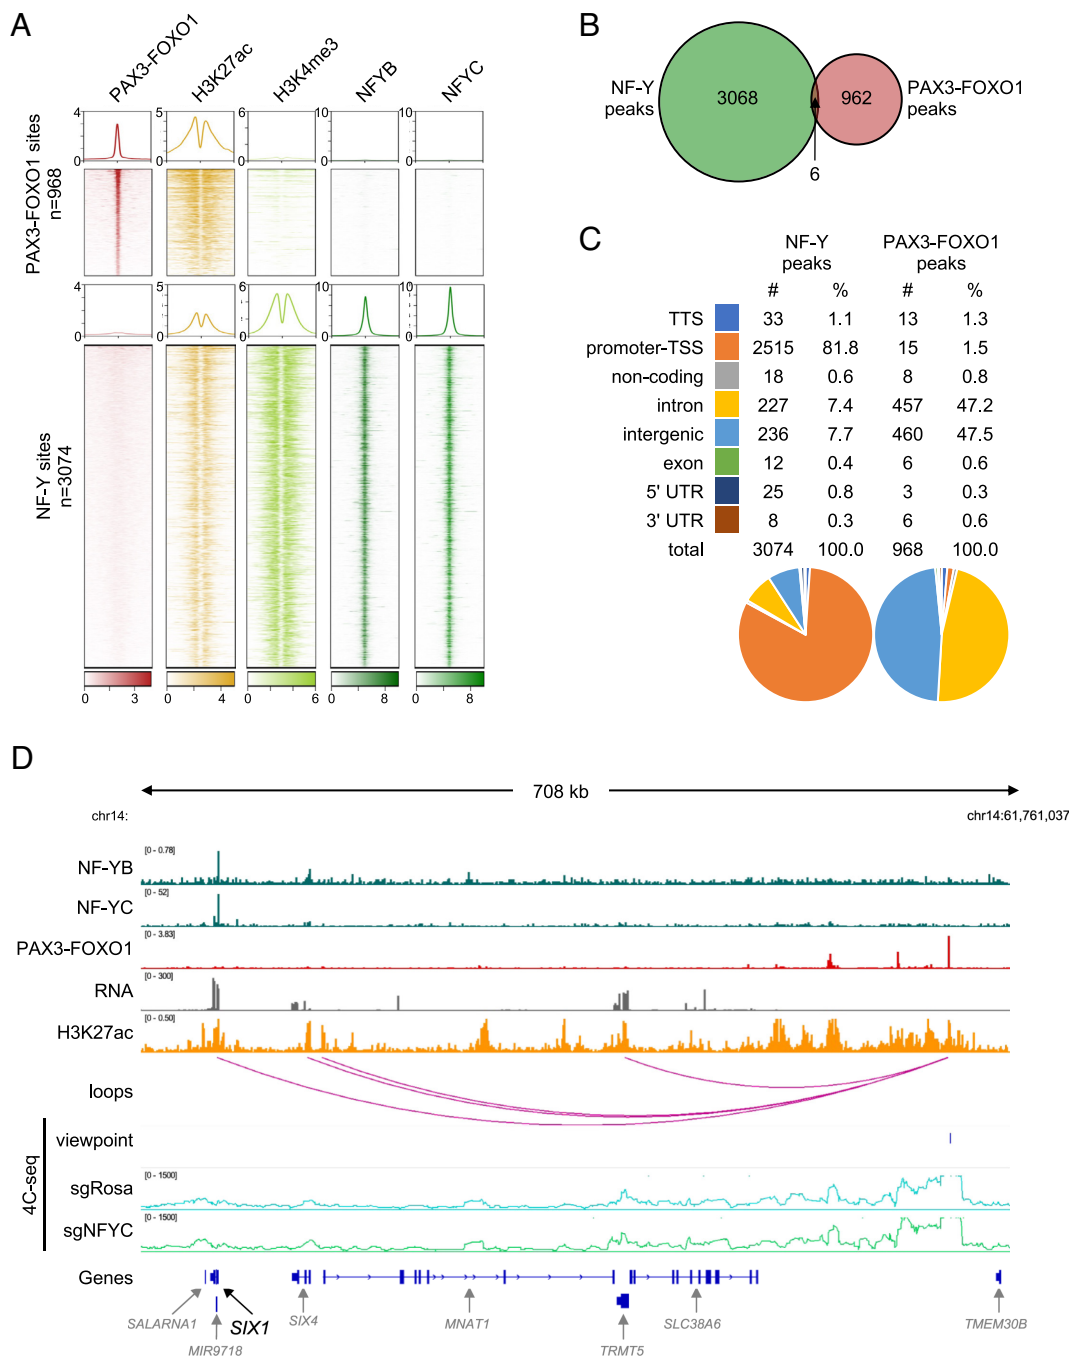 A
PAX3-FOXO1
H3K27ac
H3K4me3
NFYB
NFYC
PAX3-FOXO1 sites
n=968
4
0
5
0
6
0
10
0
10
0
NF-Y sites
n=3074
4
0
5
0
6
0
10
0
10
0
0 3
0 4
0 6
0 8
0 8
B
NF-Y
peaks
3068
962
PAX3-FOXO1
peaks
6
C
NF-Y
peaks
PAX3-FOXO1
peaks
# % # %
TTS 33 1.1 13 1.3
promoter-TSS 2515 81.8 15 1.5
non-coding 18 0.6 8 0.8
intron 227 7.4 457 47.2
intergenic 236 7.7 460 47.5
exon 12 0.4 6 0.6
5' UTR 25 0.8 3 0.3
3' UTR 8 0.3 6 0.6
total 3074 100.0 968 100.0
D
708 kb
chr14:
chr14:61,761,037
NF-YB
[0 - 0.78]
NF-YC
[0 - 52]
PAX3-FOXO1
[0 - 3.83]
RNA
[0 - 300]
H3K27ac
[0 - 0.50]
loops
4C-seq
viewpoint
sgRosa
[0 - 1500]
sgNFYC
[0 - 1500]
Genes
SALARNA1
SIX1
MIR9718
SIX4
MNAT1
TRMT5
SLC38A6
TMEM30B